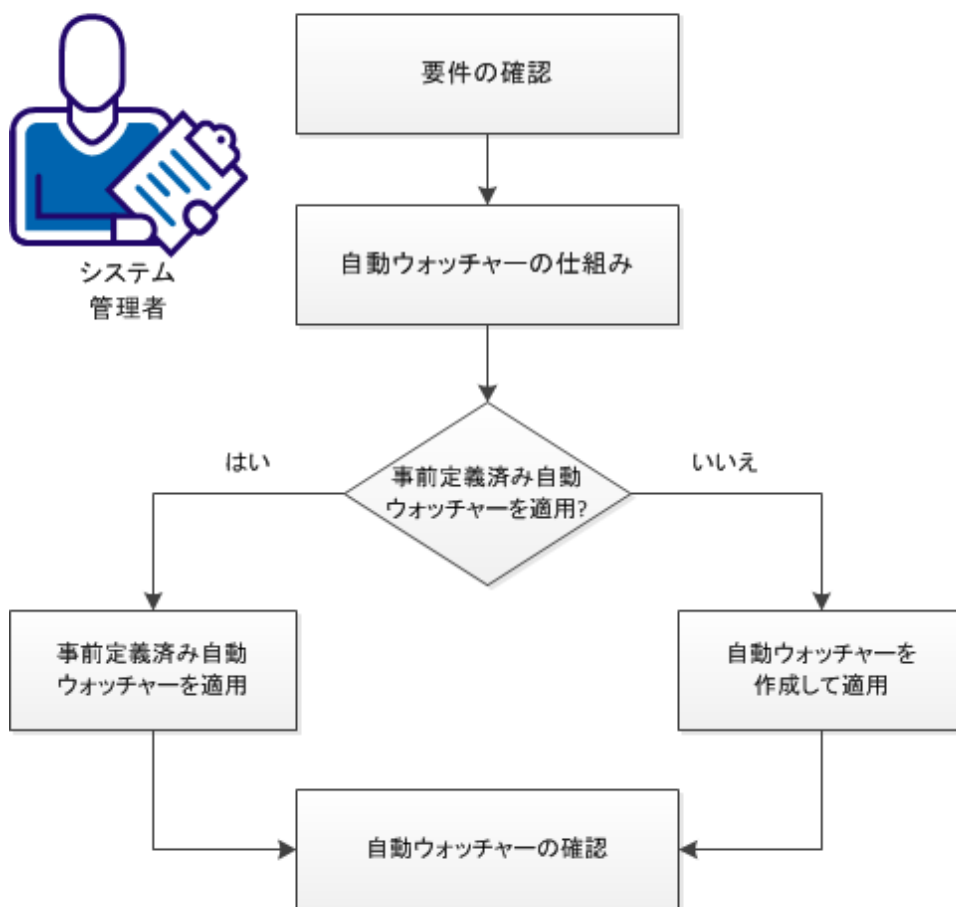 要件の確認
システム
管理者
自動ウォッチャーの仕組み
事前定義済み自動
ウォッチャーを適用?
はい
いいえ
事前定義済み自動
ウォッチャーを適用
自動ウォッチャーを
作成して適用
自動ウォッチャーの確認